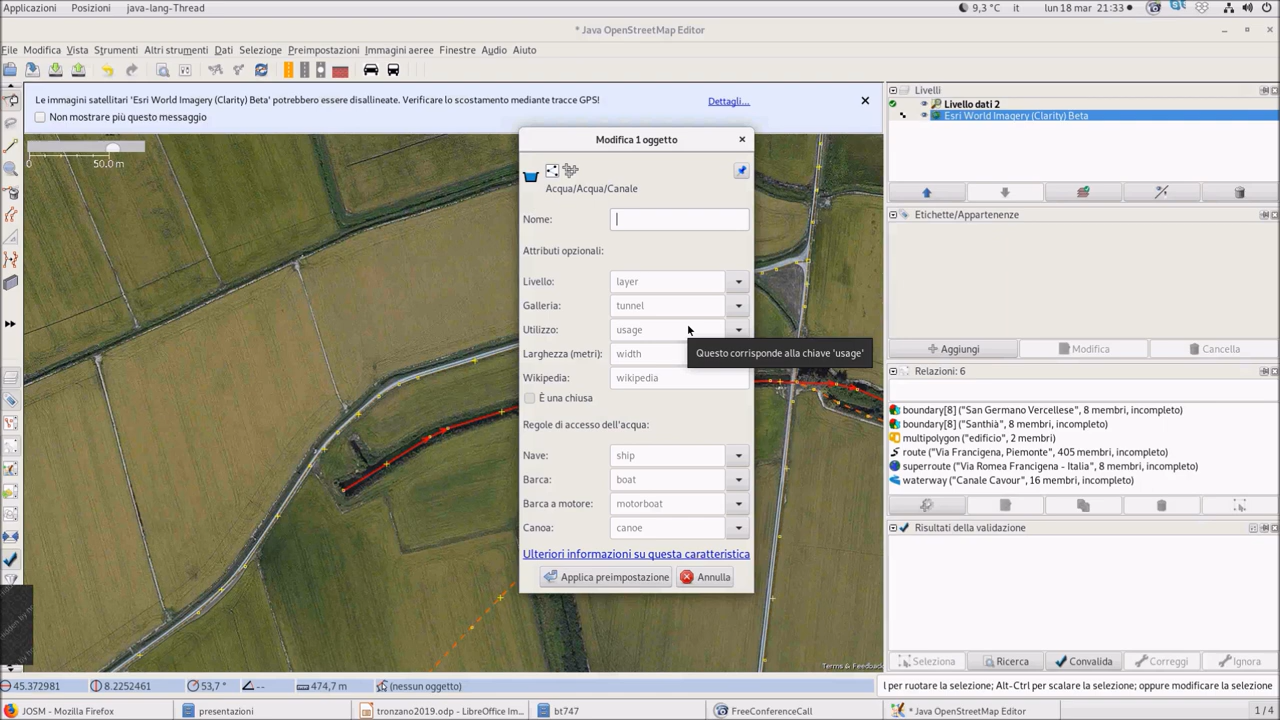 Applicazioni Posizioni java-lang-Thread 9,3 °C it lun 18 mar 21:33
* Java OpenStreetMap Editor
File Modifica Vista Strumenti Altri strumenti Dati Selezione Preimpostazioni Immagini aeree Finestre Audio Aiuto
Le immagini satellitari 'Esri World Imagery (Clarity) Beta' potrebbero essere disallineate. Verificare lo scostamento mediante tracce GPS!
Dettagli...
Non mostrare più questo messaggio
0 50.0 m
Modifica 1 oggetto
Acqua/Acqua/Canale
Nome:
Attributi opzionali:
Livello: layer
Galleria: tunnel
Utilizzo: usage
Larghezza (metri): width
Questo corrisponde alla chiave 'usage'
Wikipedia: wikipedia
È una chiusa
Regole di accesso dell'acqua:
Nave: ship
Barca: boat
Barca a motore: motorboat
Canoa: canoe
Ulteriori informazioni su questa caratteristica
Applica preimpostazione Annulla
Terms & Feedback
Livelli
Livello dati 2
Esri World Imagery (Clarity) Beta
Etichette/Appartenenze
Aggiungi Modifica Cancella
Relazioni: 6
boundary[8] ("San Germano Vercellese", 8 membri, incompleto)
boundary[8] ("Santhià", 8 membri, incompleto)
multipolygon ("edificio", 2 membri)
route ("Via Francigena, Piemonte", 405 membri, incompleto)
superroute ("Via Romea Francigena - Italia", 8 membri, incompleto)
waterway ("Canale Cavour", 16 membri, incompleto)
Risultati della validazione
Seleziona Ricerca Convalida Correggi Ignora
45.372981 8.2252461 53,7° -- 474,7 m (nessun oggetto)
l per ruotare la selezione; Alt-Ctrl per scalare la selezione; oppure modificare la selezione
JOSM - Mozilla Firefox presentazioni tronzano2019.odp - LibreOffice Im... bt747 FreeConferenceCall * Java OpenStreetMap Editor 1 / 4